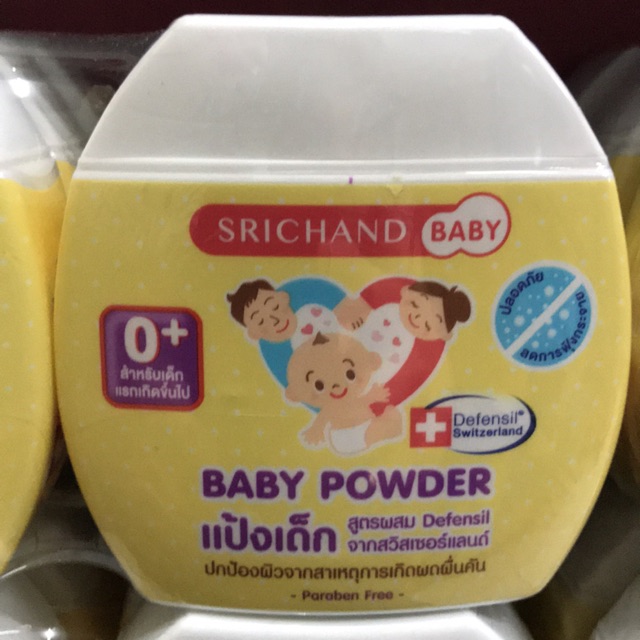 SRICHAND BABY
ปลอดภัย
ลดการฟุ้งกระจาย
0+
สำหรับเด็ก
แรกเกิดขึ้นไป
Defensil®
Switzerland
BABY POWDER
แป้งเด็ก สูตรผสม Defensil
จากสวิสเซอร์แลนด์
ปกป้องผิวจากสาเหตุการเกิดผดผื่นคัน
- Paraben Free -